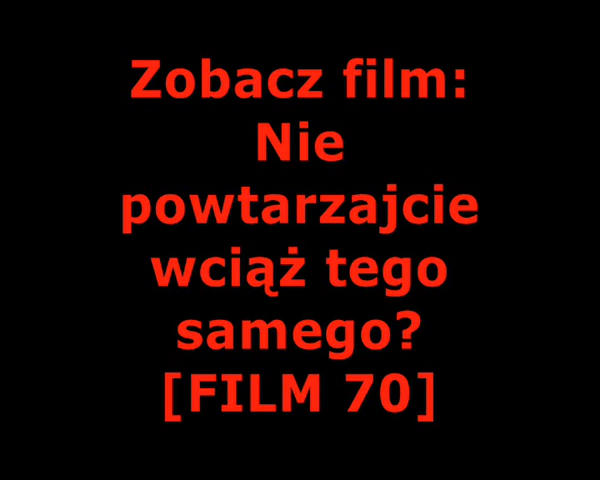 Zobacz film:
Nie
powtarzajcie
wciąż tego
samego?
[FILM 70]